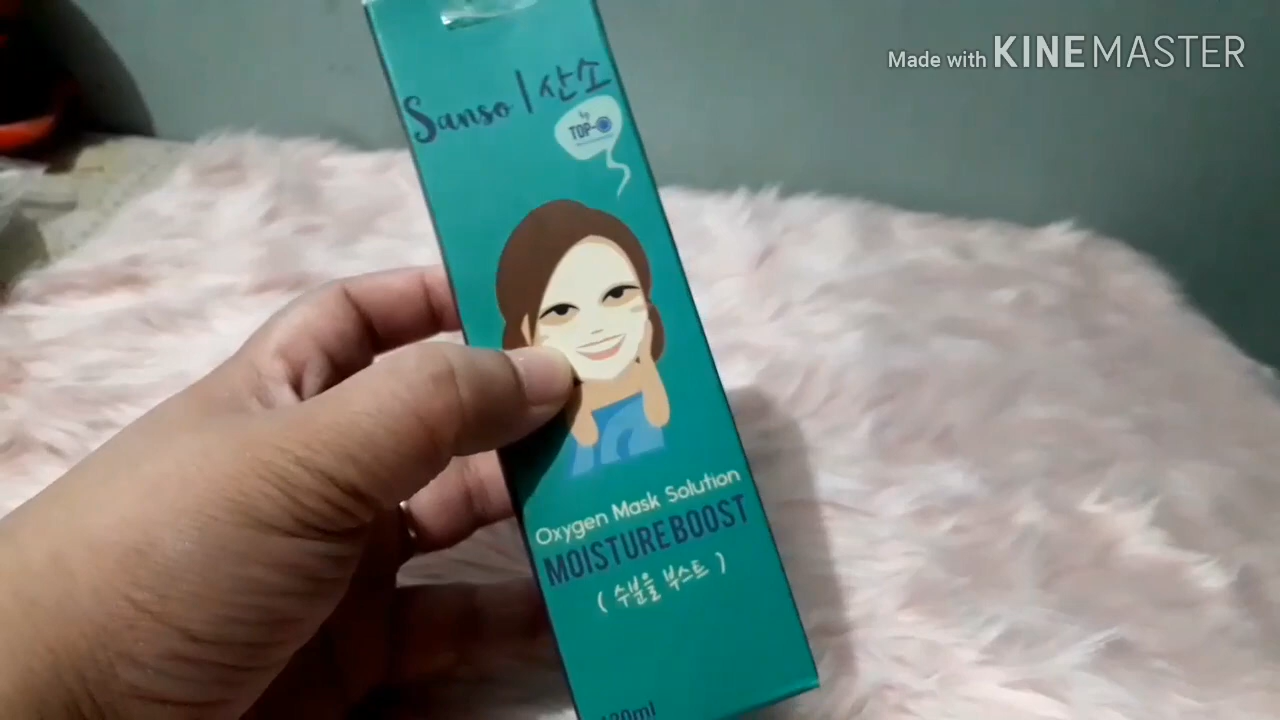 Made with KINEMASTER
Sanso | 산소
by
TOP-O
Oxygen Mask Solution
MOISTURE BOOST
( 수분을 부스트 )